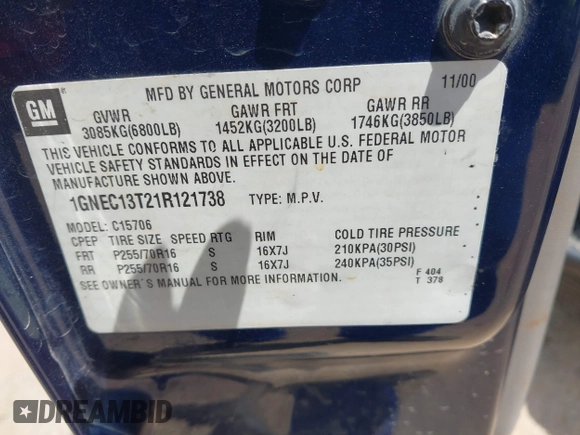 GM
MFD BY GENERAL MOTORS CORP 11/00
GVWR GAWR FRT GAWR RR
3085KG(6800LB) 1452KG(3200LB) 1746KG(3850LB)
THIS VEHICLE CONFORMS TO ALL APPLICABLE U.S. FEDERAL MOTOR
VEHICLE SAFETY STANDARDS IN EFFECT ON THE DATE OF
MANUFACTURE SHOWN ABOVE.
1GNEC13T21R121738 TYPE: M.P.V.
MODEL: C15706
CPEP TIRE SIZE SPEED RTG RIM COLD TIRE PRESSURE
FRT P255/70R16 S 16X7J 210KPA(30PSI)
RR P255/70R16 S 16X7J 240KPA(35PSI)
SEE OWNER'S MANUAL FOR MORE INFORMATION.
F 404
T 378
DREAMBID